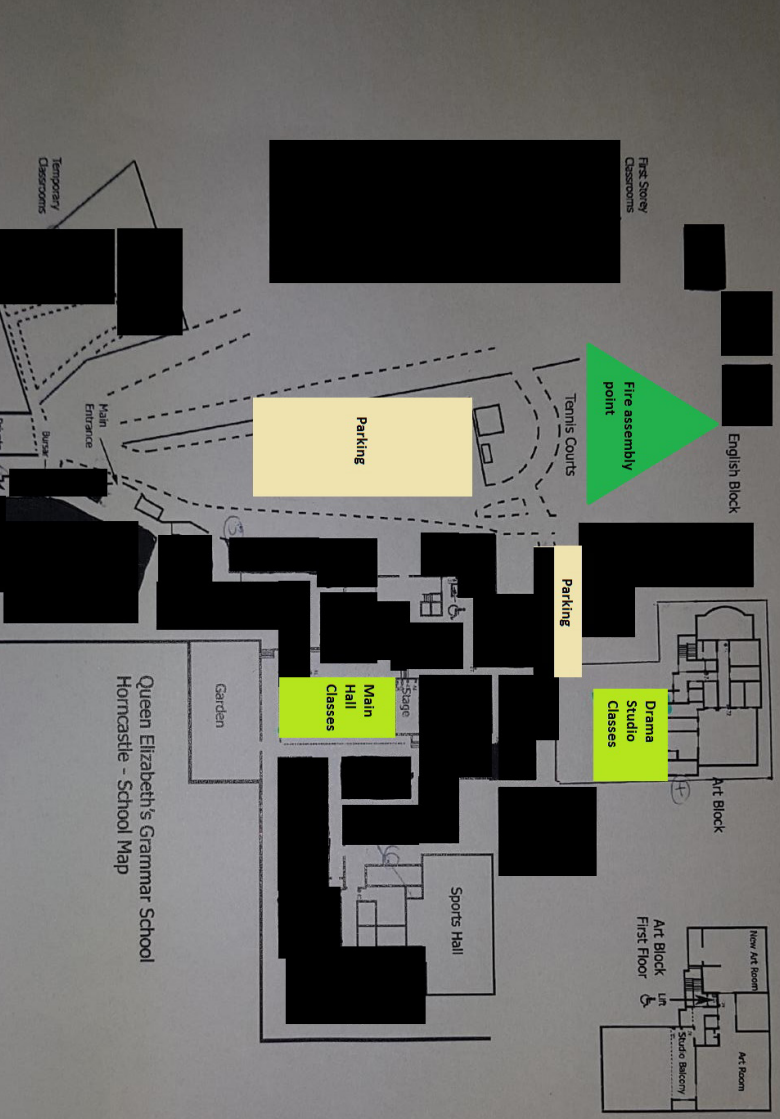 First Storey
Classrooms
Temporary
Classrooms
English Block
Fire assembly
point
Tennis Courts
Parking
Main
Entrance
Bursar
Parking
Drama
Studio
Classes
Art Block
Stage
Main
Hall
Classes
Garden
Sports Hall
Queen Elizabeth's Grammar School
Horncastle - School Map
New Art Room
Art Block
First Floor
Lift
Art Room
Studio Balcony